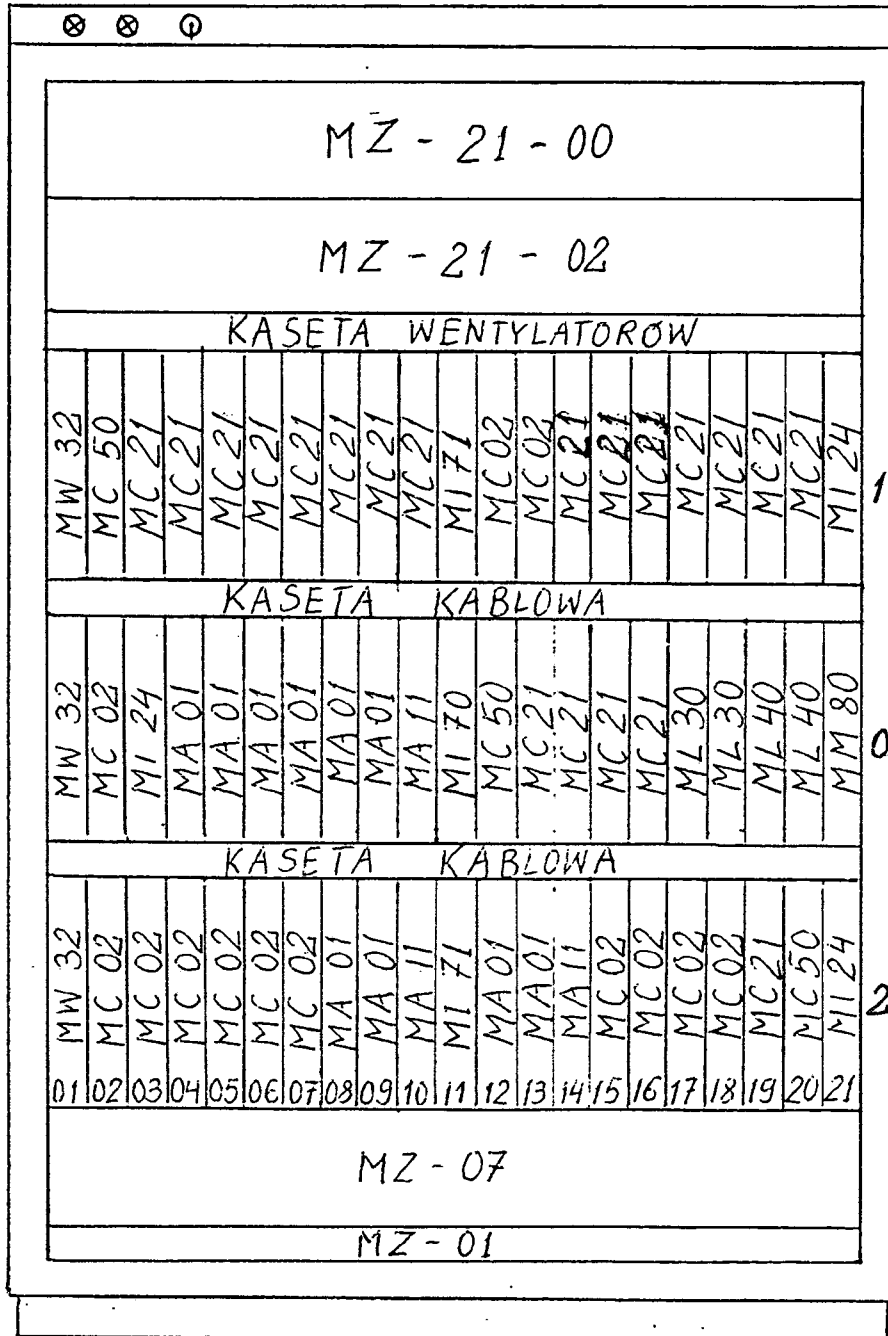 MZ - 21 - 00
MZ - 21 - 02
KASETA WENTYLATORÓW
MW 32 MC 50 MC 21 MC 21 MC 21 MC 21 MC 21 MC 21 MC 21 MC 21 MI 71 MC 02 MC 02 MC 21 MC 21 MC 21 MC 21 MC 21 MC 21 MC 21 MI 24 1
KASETA KABLOWA
MW 32 MC 02 MI 24 MA 01 MA 01 MA 01 MA 01 MA 01 MA 01 MA 11 MI 70 MC 50 MC 21 MC 21 MC 21 MC 21 ML 30 ML 30 ML 40 ML 40 MM 80 0
KASETA KABLOWA
MW 32 MC 02 MC 02 MC 02 MC 02 MC 02 MC 02 MA 01 MA 01 MA 11 MI 71 MA 01 MA 01 MA 11 MC 02 MC 02 MC 02 MC 02 MC 21 MC 50 MI 24 2
01 02 03 04 05 06 07 08 09 10 11 12 13 14 15 16 17 18 19 20 21
MZ - 07
MZ - 01